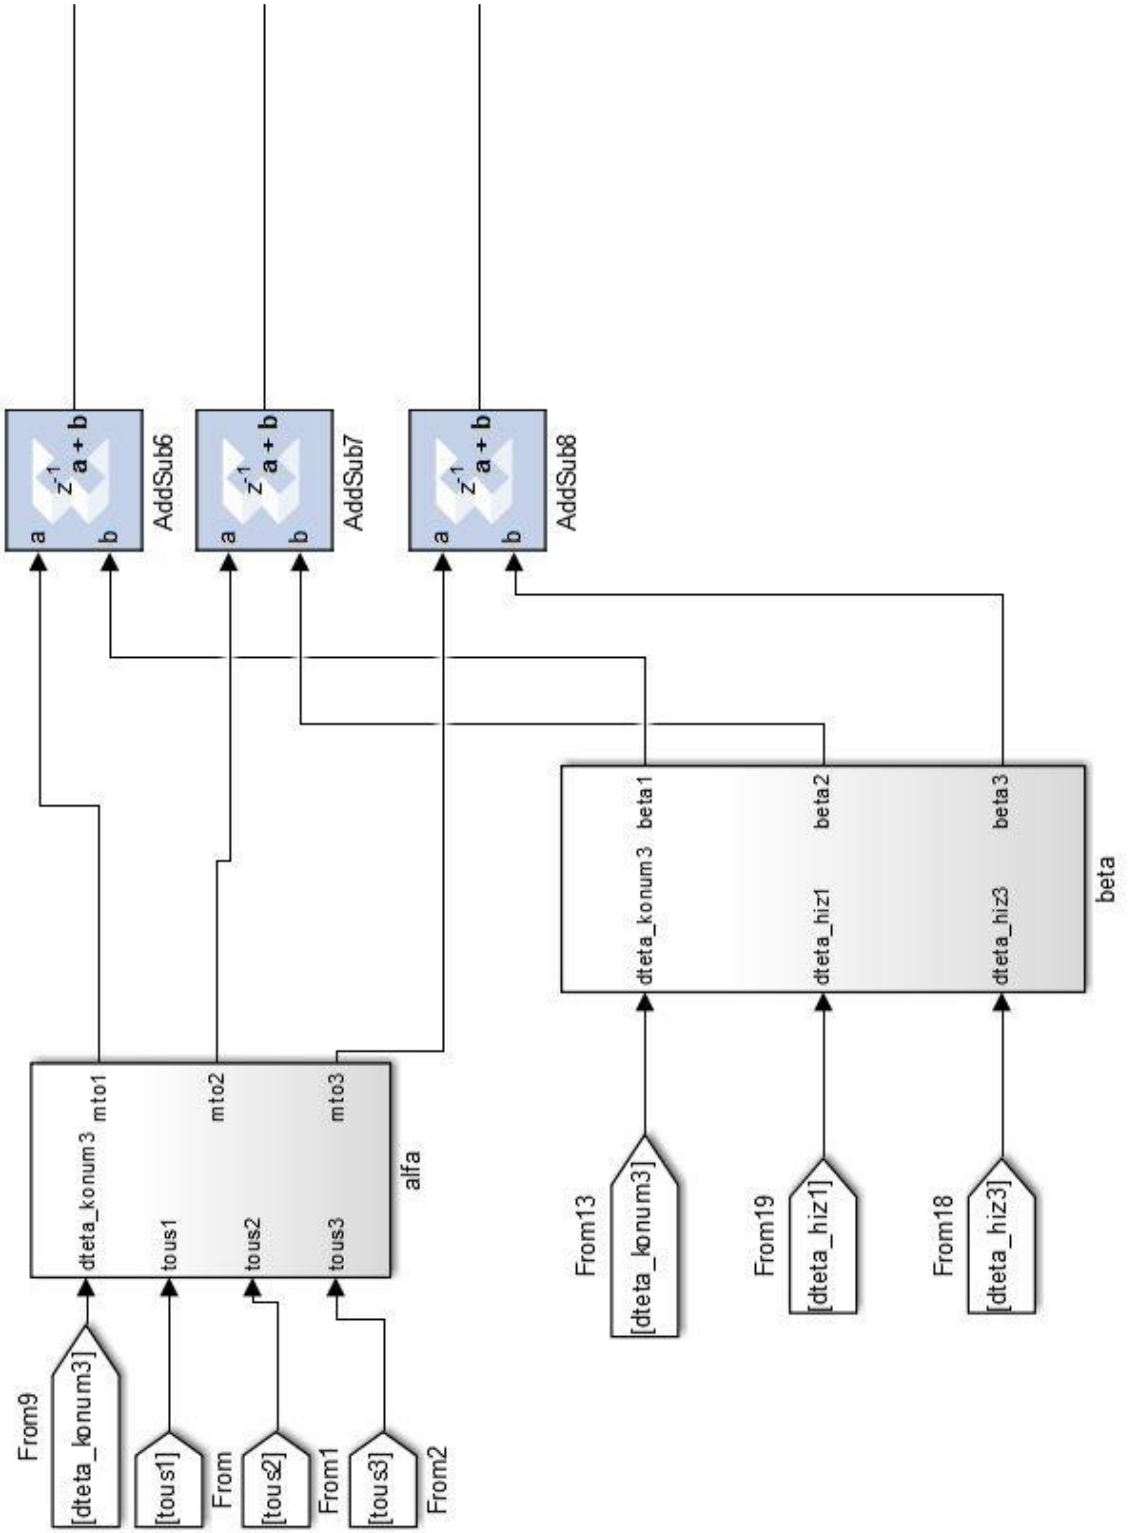 From9
[dteta_konum3]
[tous1]
From
[tous2]
From1
[tous3]
From2
dteta_konum3
tous1
tous2
tous3
mto1
mto2
mto3
alfa
From13
[dteta_konum3]
From19
[dteta_hiz1]
From18
[dteta_hiz3]
dteta_konum3
dteta_hiz1
dteta_hiz3
beta1
beta2
beta3
beta
a
b
z-1
a + b
AddSub6
a
b
z-1
a + b
AddSub7
a
b
z-1
a + b
AddSub8